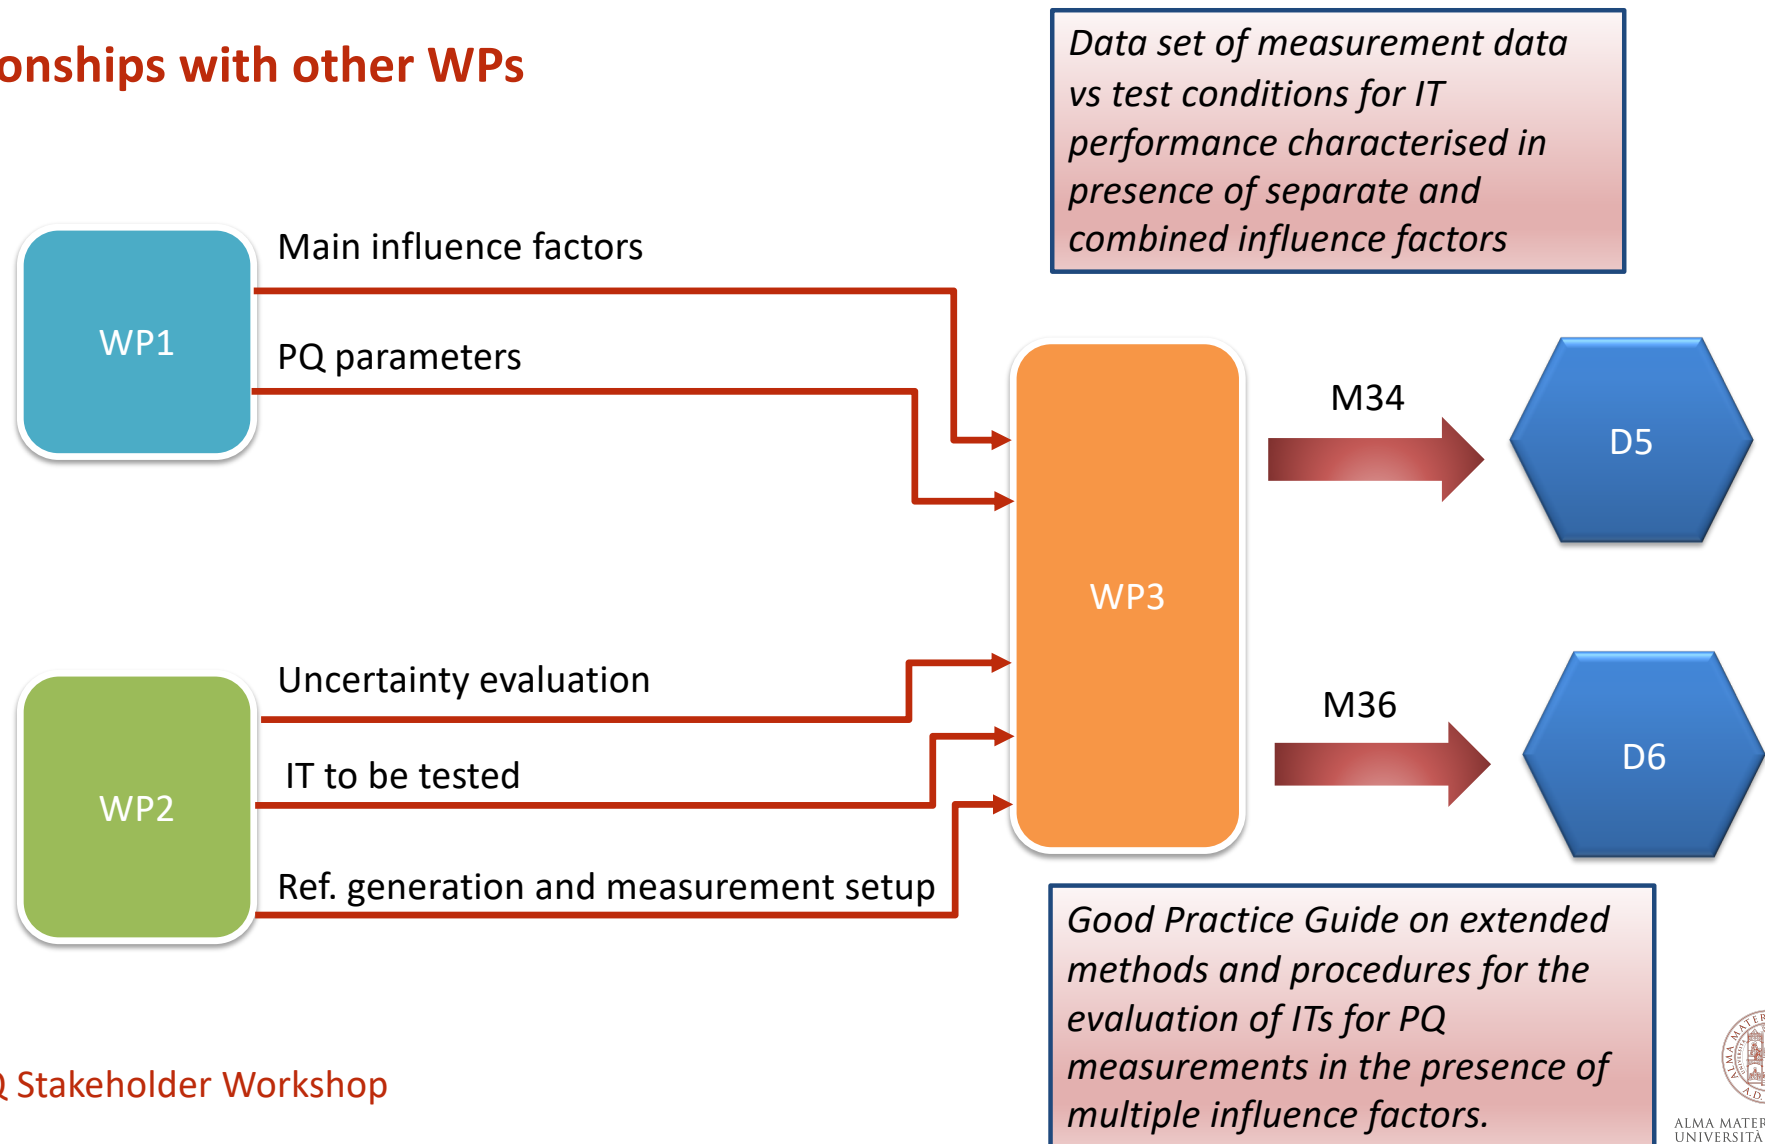 onships with other WPs
Data set of measurement data
vs test conditions for IT
performance characterised in
presence of separate and
combined influence factors
Main influence factors
WP1
PQ parameters
M34
D5
WP3
Uncertainty evaluation
M36
IT to be tested
D6
WP2
Ref. generation and measurement setup
Good Practice Guide on extended
methods and procedures for the
evaluation of ITs for PQ
measurements in the presence of
multiple influence factors.
Q Stakeholder Workshop
ALMA MATER
UNIVERSITÀ